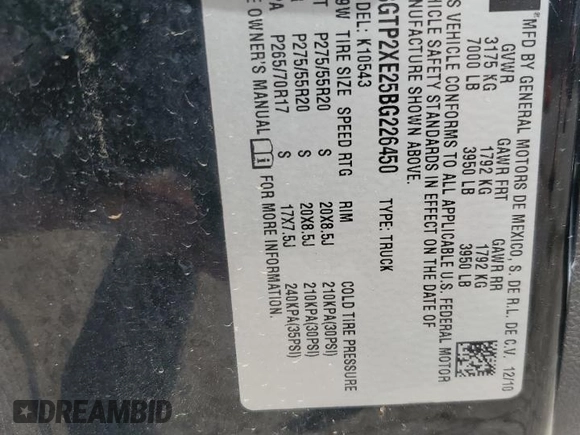 MFD BY GENERAL MOTORS DE MEXICO, S. DE R.L. DE C.V. 12/10
GVWR GAWR FRT GAWR RR
3175 KG 1792 KG 1792 KG
7000 LB 3950 LB 3950 LB
VEHICLE CONFORMS TO ALL APPLICABLE U.S. FEDERAL MOTOR
VEHICLE SAFETY STANDARDS IN EFFECT ON THE DATE OF
MANUFACTURE SHOWN ABOVE.
GTP2XE25BG226450 TYPE: TRUCK
MODEL: K10543
TIRE SIZE SPEED RTG RIM COLD TIRE PRESSURE
P275/55R20 S 20X8.5J 210KPA(30PSI)
P275/55R20 S 20X8.5J 210KPA(30PSI)
P265/70R17 S 17X7.5J 240KPA(35PSI)
OWNER'S MANUAL FOR MORE INFORMATION.
DREAMBID